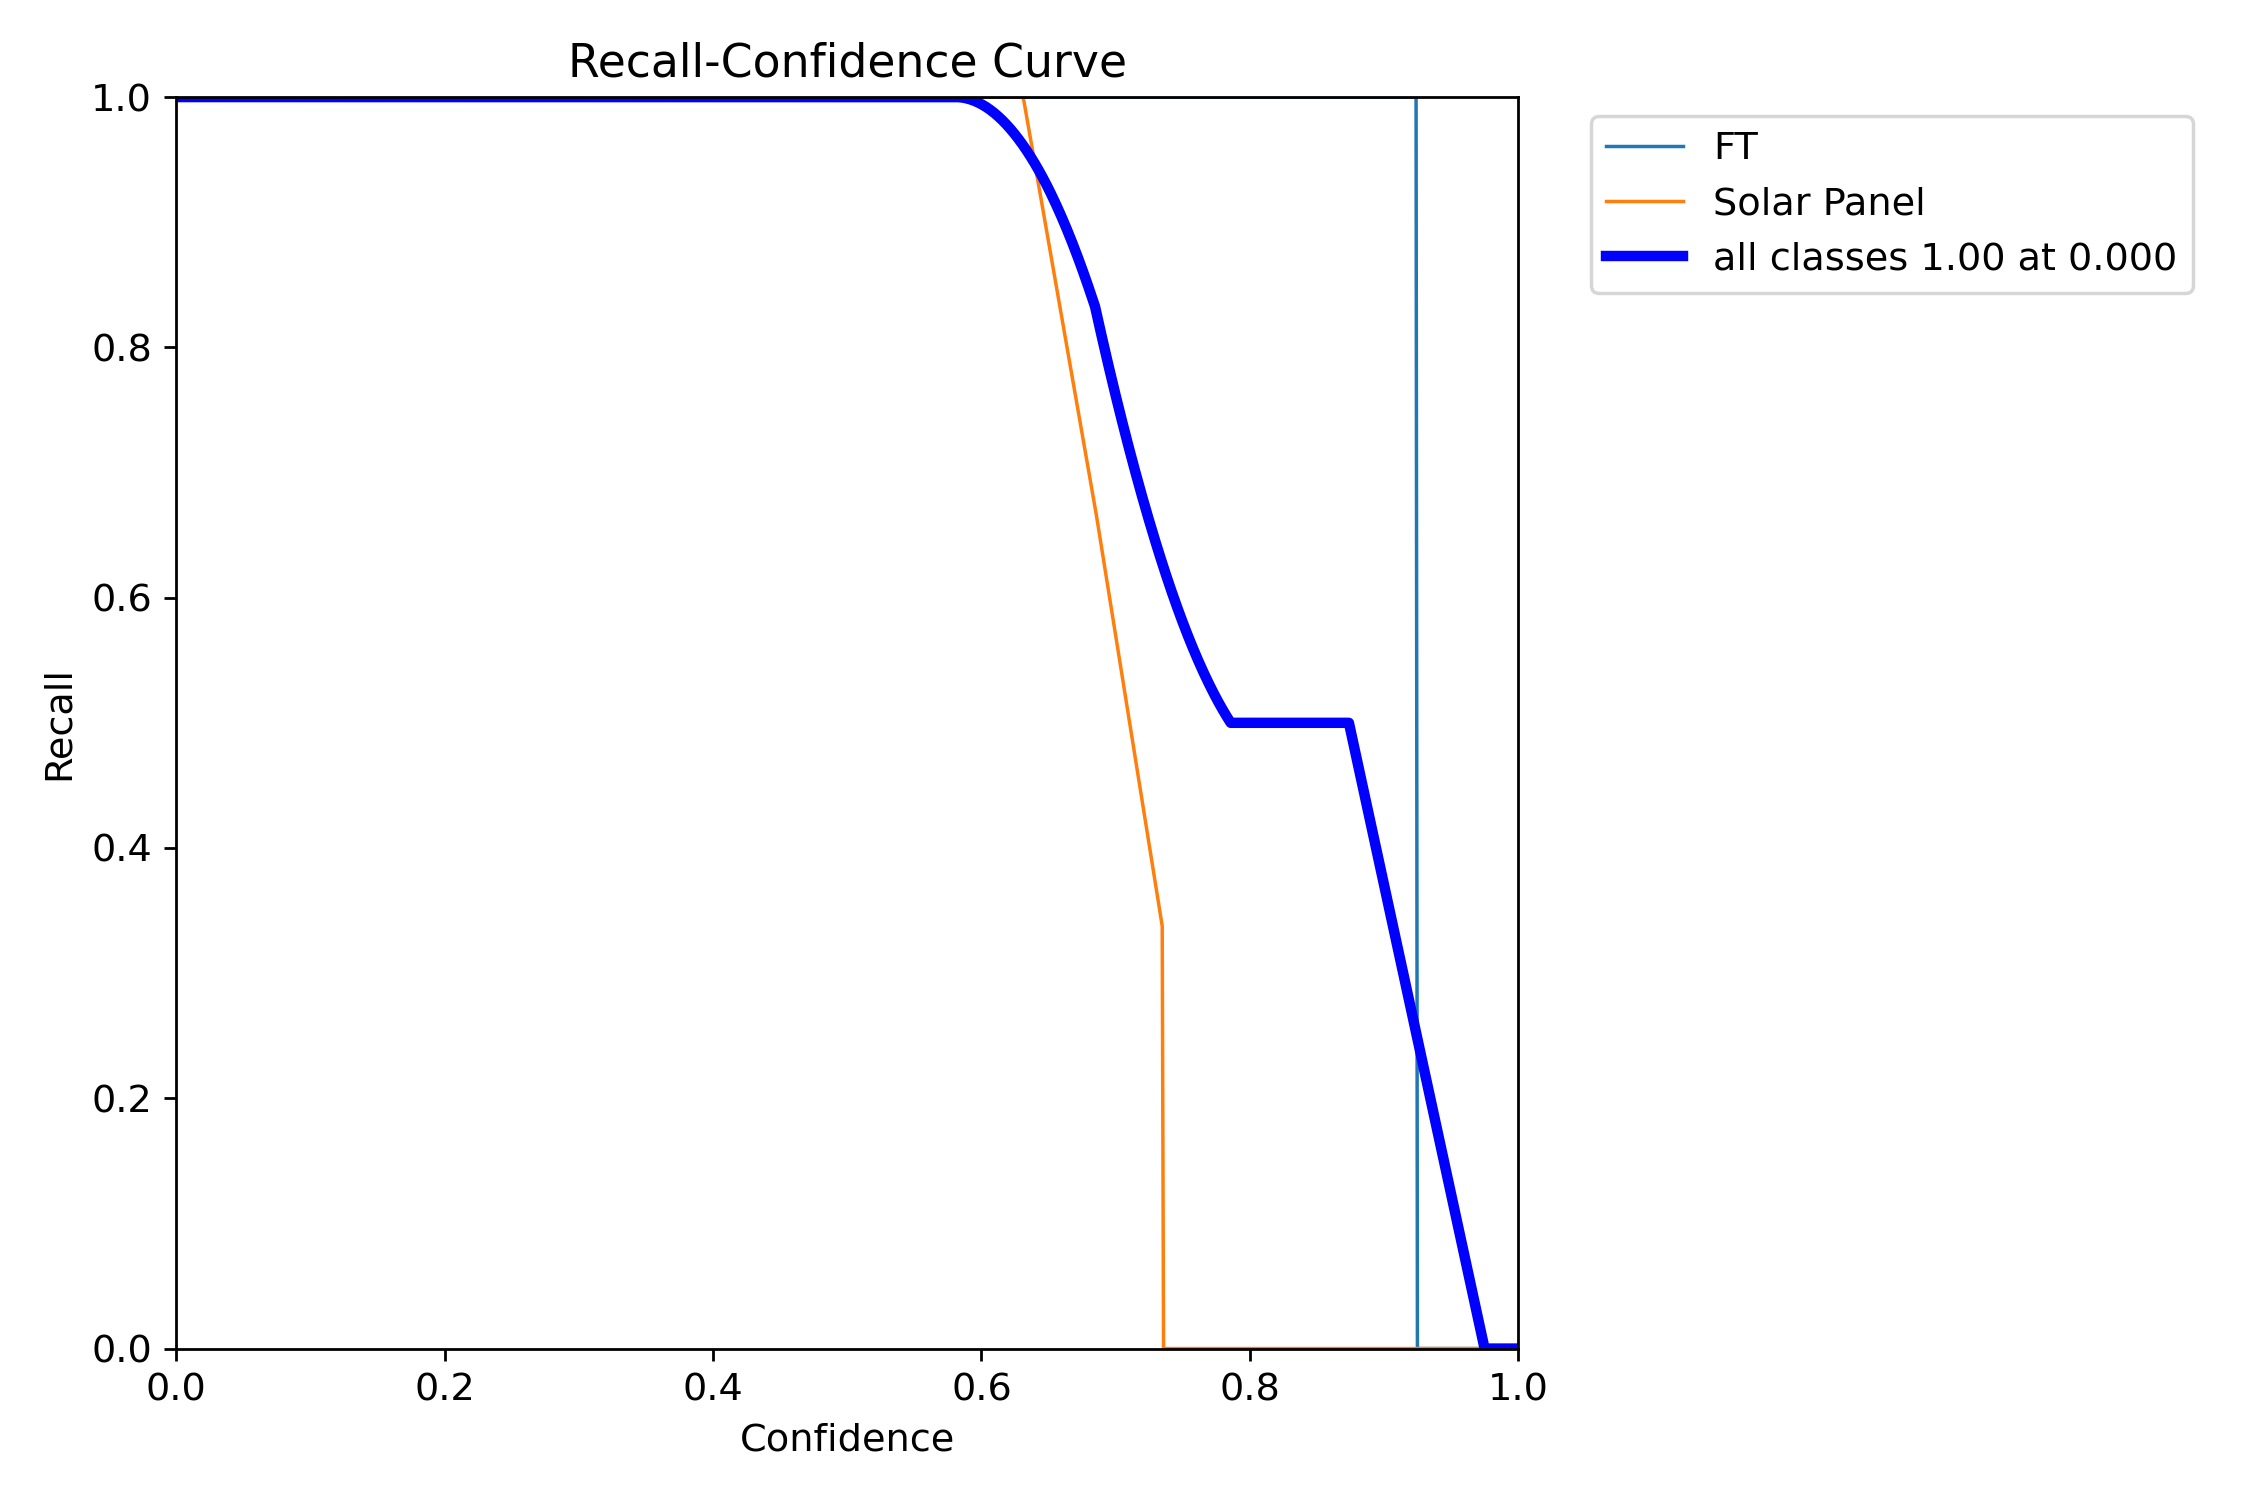 Recall-Confidence Curve
1.0
0.8
0.6
0.4
0.2
0.0
Recall
0.0 0.2 0.4 0.6 0.8 1.0
Confidence
FT
Solar Panel
all classes 1.00 at 0.000